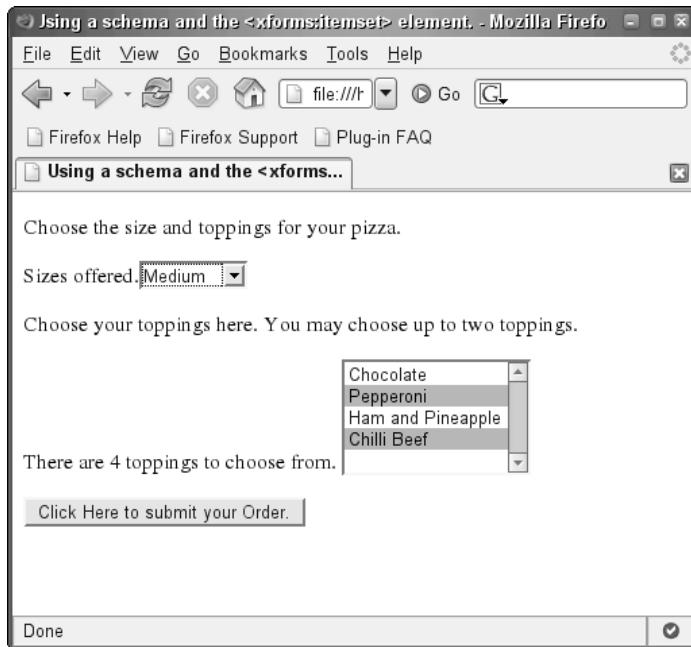 Jsing a schema and the <xforms:itemset> element. - Mozilla Firefo
File Edit View Go Bookmarks Tools Help
file:///h Go G
Firefox Help Firefox Support Plug-in FAQ
Using a schema and the <xforms...
Choose the size and toppings for your pizza.
Sizes offered. Medium
Choose your toppings here. You may choose up to two toppings.
Chocolate
Pepperoni
Ham and Pineapple
Chilli Beef
There are 4 toppings to choose from.
Click Here to submit your Order.
Done